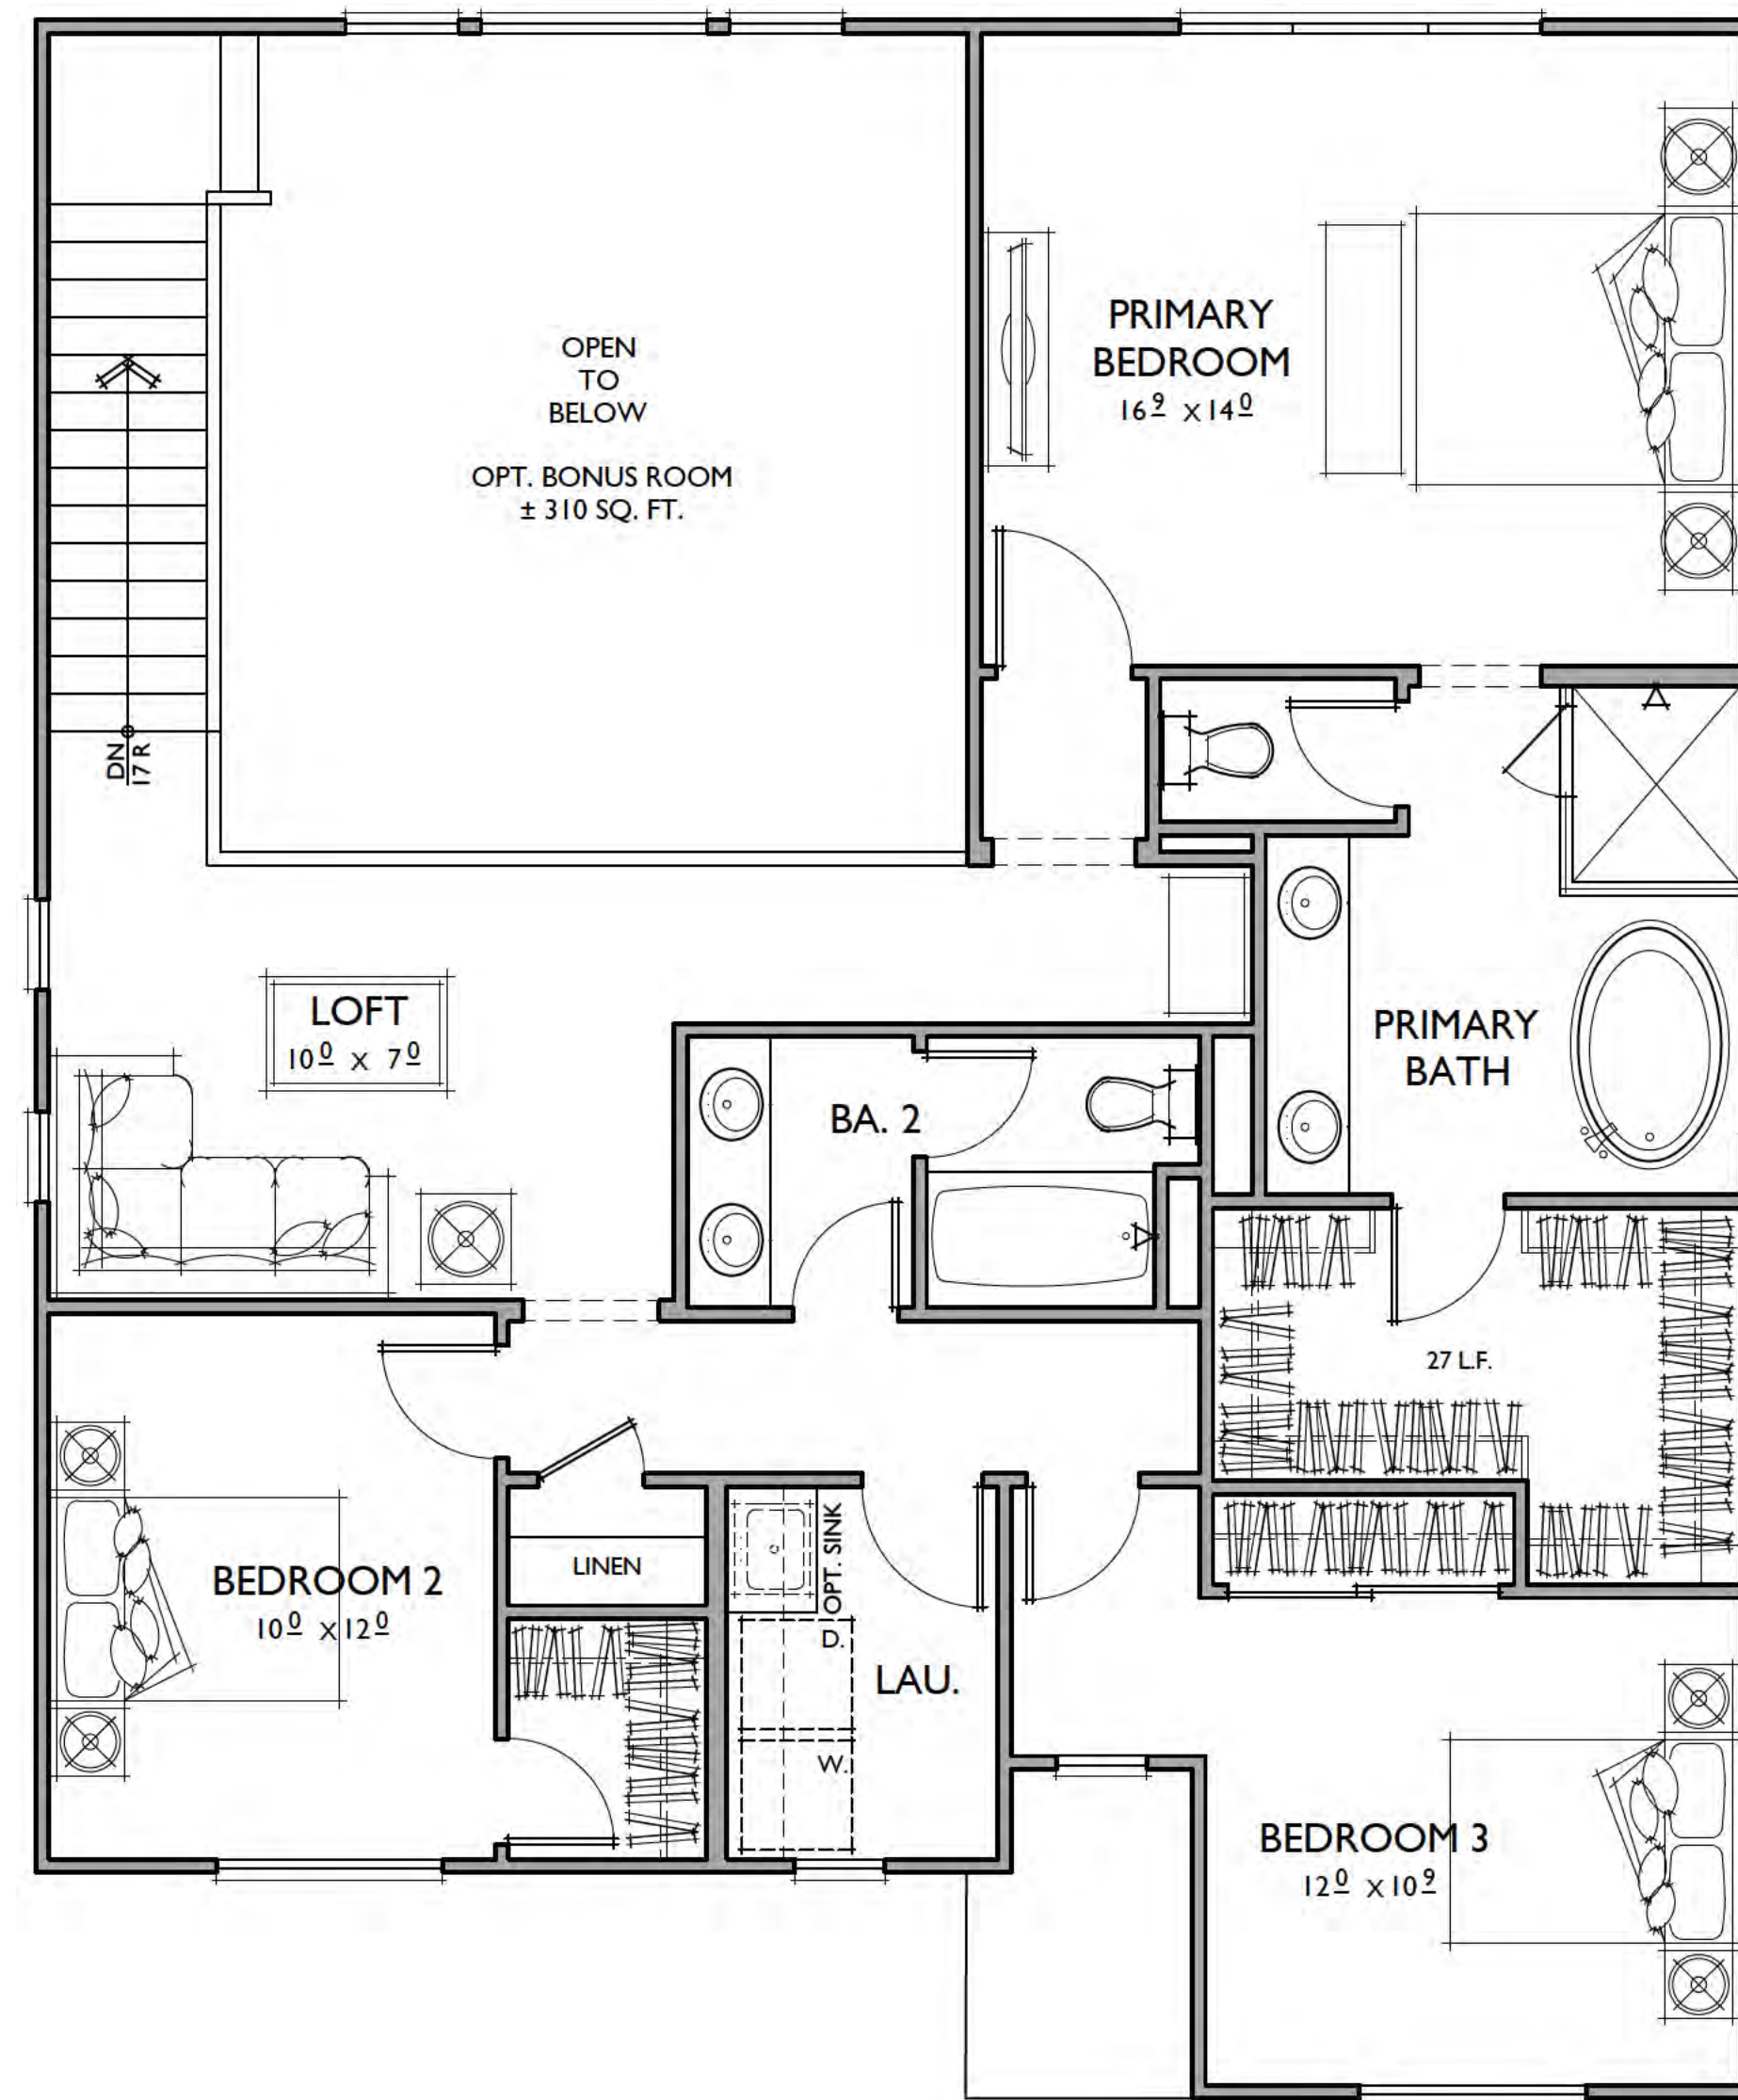 OPEN
TO
BELOW
OPT. BONUS ROOM
± 310 SQ. FT.
PRIMARY
BEDROOM
16⁹ X 14⁰
DN
17 R
LOFT
10⁰ X 7⁰
BA. 2
PRIMARY
BATH
27 L.F.
BEDROOM 2
10⁰ X 12⁰
LINEN
OPT. SINK
D.
LAU.
W.
BEDROOM 3
12⁰ X 10⁹